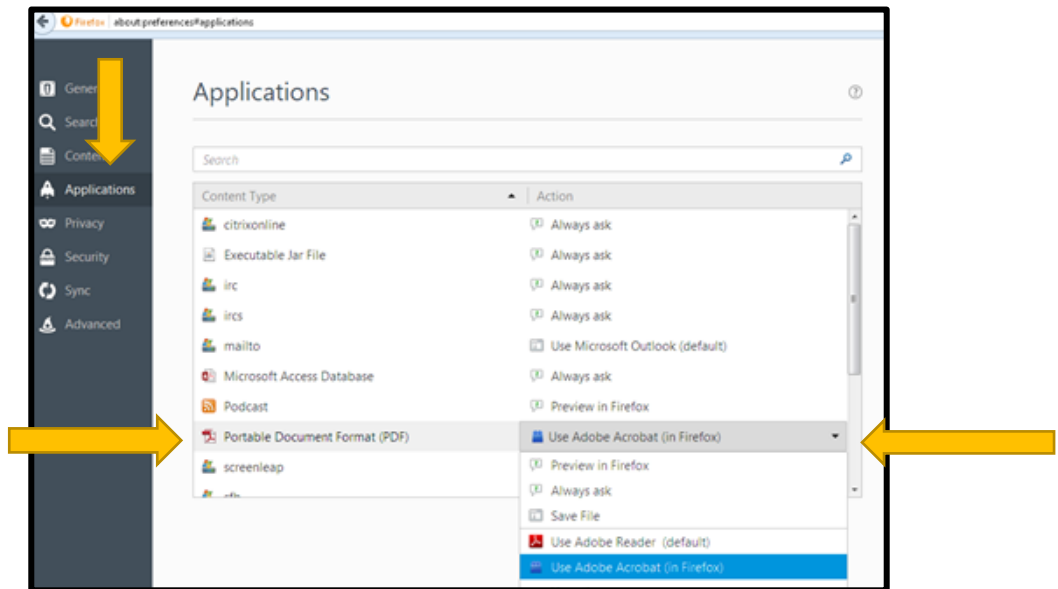 Firefox about:preferences#applications
Applications
Search
Content Type Action
citrixonline Always ask
Executable Jar File Always ask
irc Always ask
ircs Always ask
mailto Use Microsoft Outlook (default)
Microsoft Access Database Always ask
Podcast Preview in Firefox
Portable Document Format (PDF) Use Adobe Acrobat (in Firefox)
screenleap
Preview in Firefox
Always ask
Save File
Use Adobe Reader (default)
Use Adobe Acrobat (in Firefox)
Applications
Privacy
Security
Sync
Advanced